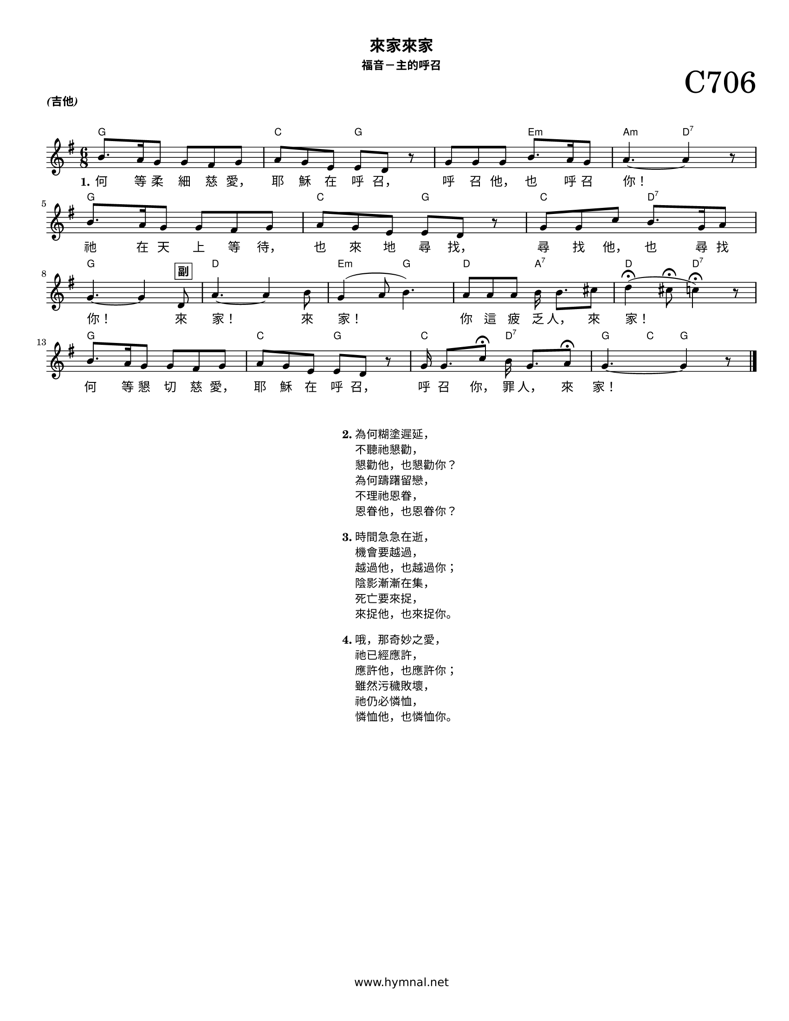 來家來家
福音－主的呼召
C706
(吉他)
G C G Em Am D7
1. 何 等 柔 細 慈 愛， 耶 穌 在 呼 召， 呼 召 他， 也 呼 召 你！
5 G C G C D7
祂 在 天 上 等 待， 也 來 地 尋 找， 尋 找 他， 也 尋 找
8 G 副 D Em G D A7 D D7
你！ 來 家！ 來 家！ 你 這 疲 乏 人， 來 家！
13 G C G C D7 G C G
何 等 懇 切 慈 愛， 耶 穌 在 呼 召， 呼 召 你， 罪 人， 來 家！
2. 為何糊塗遲延，
不聽祂懇勸，
懇勸他，也懇勸你？
為何躊躇留戀，
不理祂恩眷，
恩眷他，也恩眷你？
3. 時間急急在逝，
機會要越過，
越過他，也越過你；
陰影漸漸在集，
死亡要來捉，
來捉他，也來捉你。
4. 哦，那奇妙之愛，
祂已經應許，
應許他，也應許你；
雖然污穢敗壞，
祂仍必憐恤，
憐恤他，也憐恤你。
www.hymnal.net